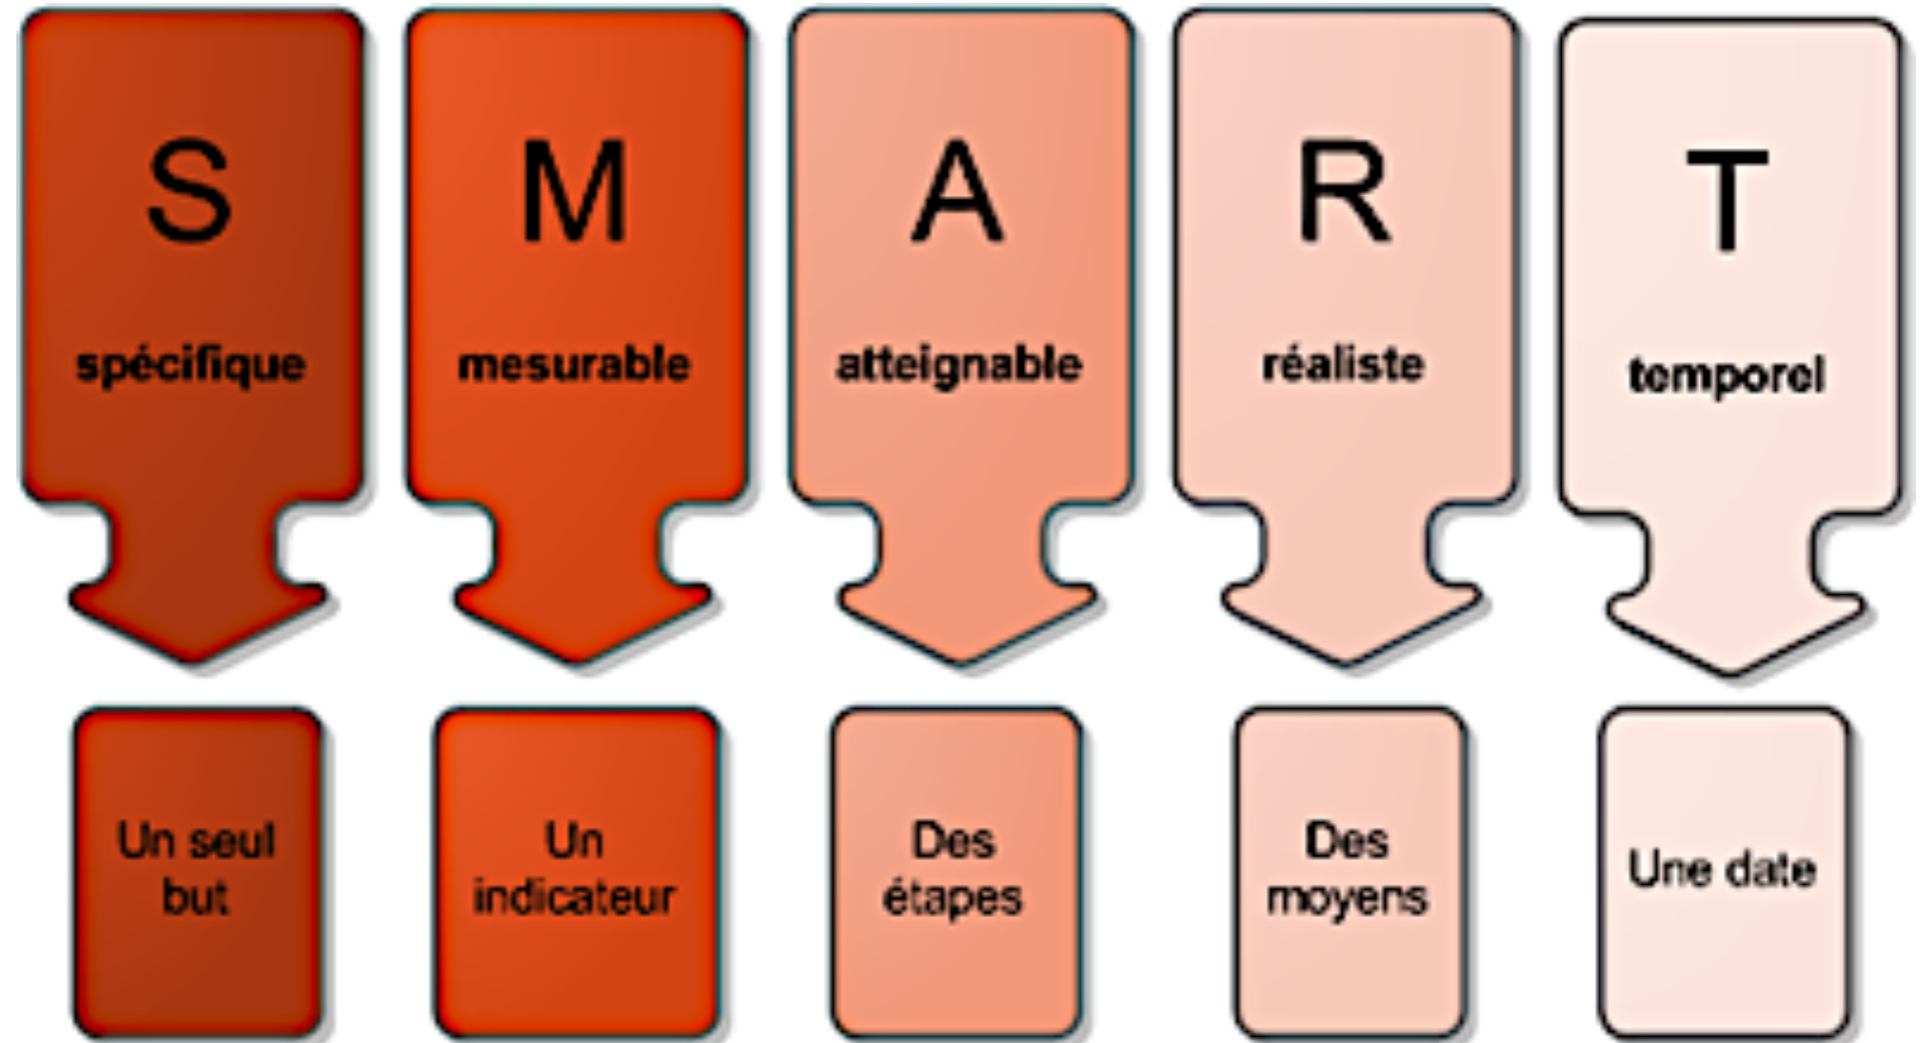 S
spécifique
Un seul
but
M
mesurable
Un
indicateur
A
atteignable
Des
étapes
R
réaliste
Des
moyens
T
temporel
Une date